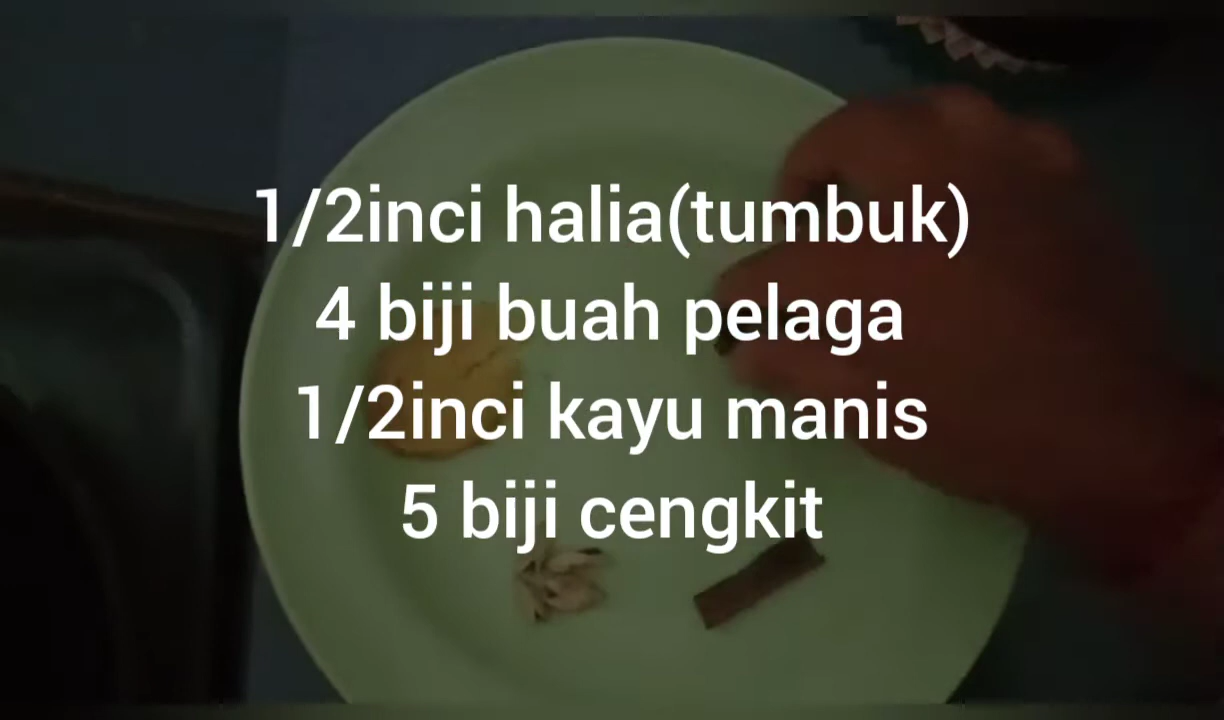 1/2inci halia(tumbuk)
4 biji buah pelaga
1/2inci kayu manis
5 biji cengkit